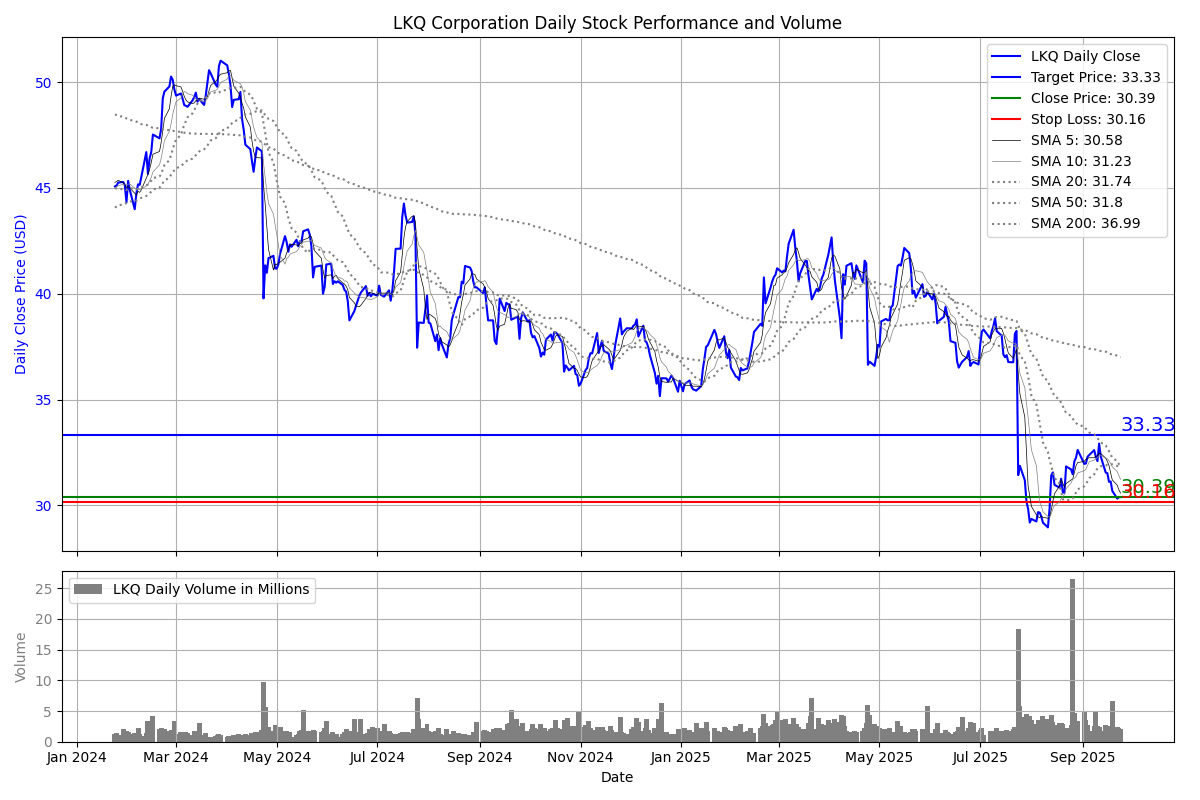 LKQ Corporation Daily Stock Performance and Volume
Daily Close Price (USD)
50
45
40
35
30
LKQ Daily Close
Target Price: 33.33
Close Price: 30.39
Stop Loss: 30.16
SMA 5: 30.58
SMA 10: 31.23
SMA 20: 31.74
SMA 50: 31.8
SMA 200: 36.99
33.33
30.39
30.16
Volume
25
20
15
10
5
0
LKQ Daily Volume in Millions
Jan 2024
Mar 2024
May 2024
Jul 2024
Sep 2024
Nov 2024
Jan 2025
Mar 2025
May 2025
Jul 2025
Sep 2025
Date